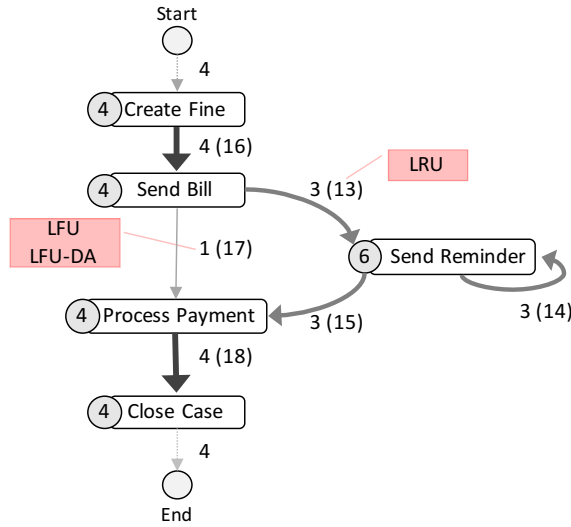 Start
4
4 Create Fine
4 (16)
LRU
4 Send Bill
3 (13)
LFU
LFU-DA
1 (17)
6 Send Reminder
3 (14)
4 Process Payment
3 (15)
4 (18)
4 Close Case
4
End